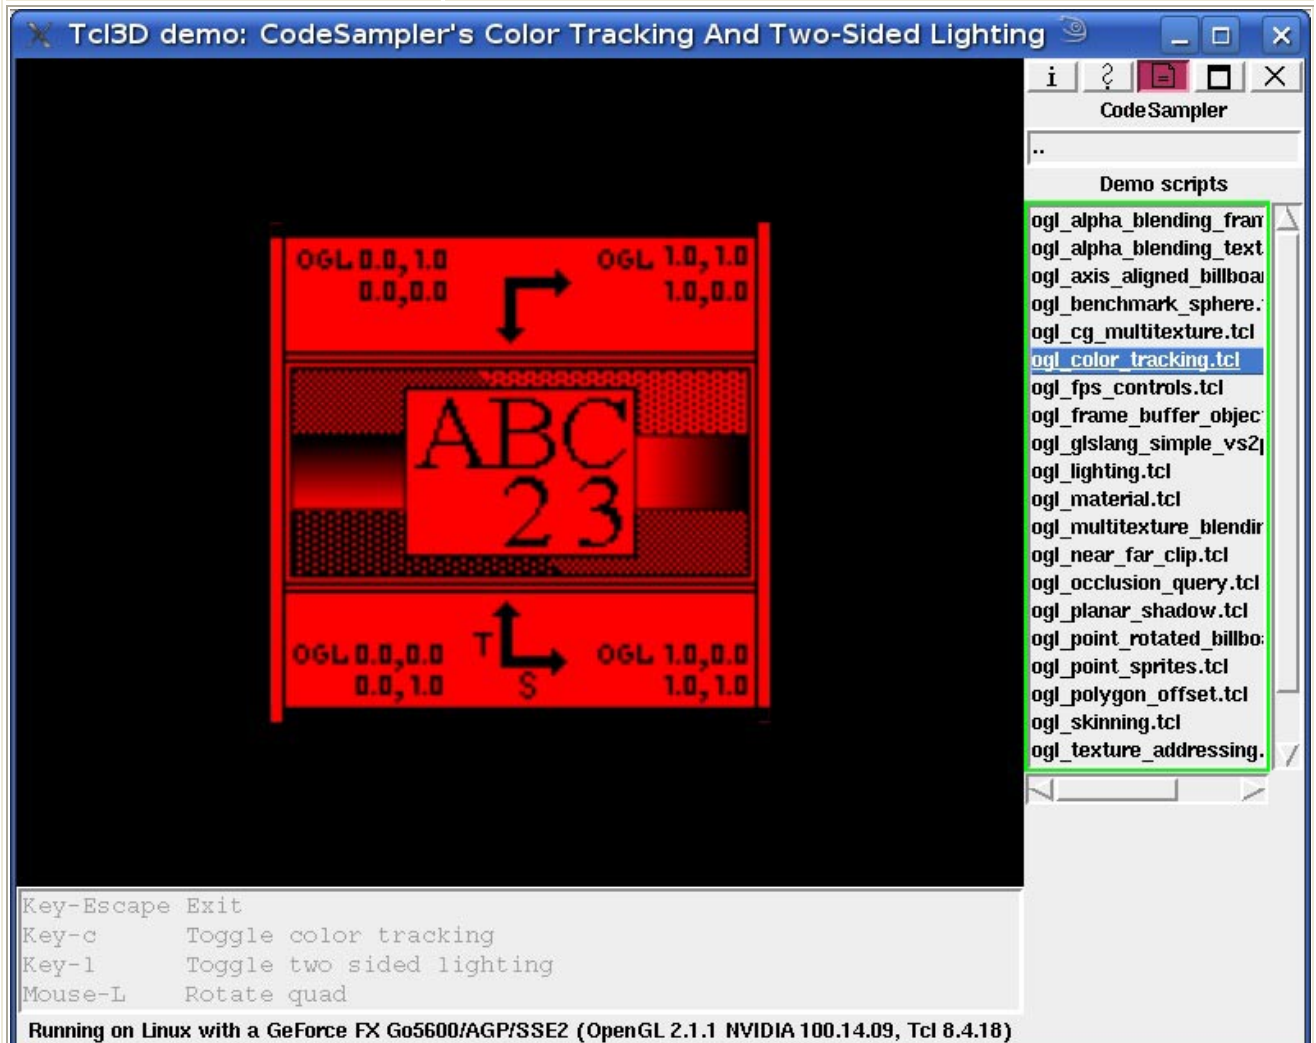 Tcl3D demo: CodeSampler's Color Tracking And Two-Sided Lighting
i ?
CodeSampler
..
Demo scripts
ogl_alpha_blending_fram
ogl_alpha_blending_text
ogl_axis_aligned_billboa
ogl_benchmark_sphere.
ogl_cg_multitexture.tcl
ogl_color_tracking.tcl
ogl_fps_controls.tcl
ogl_frame_buffer_objec
ogl_glslang_simple_vs2p
ogl_lighting.tcl
ogl_material.tcl
ogl_multitexture_blendin
ogl_near_far_clip.tcl
ogl_occlusion_query.tcl
ogl_planar_shadow.tcl
ogl_point_rotated_billbo
ogl_point_sprites.tcl
ogl_polygon_offset.tcl
ogl_skinning.tcl
ogl_texture_addressing.
OGL 0.0,1.0 OGL 1.0,1.0
0.0,0.0 1.0,0.0
ABC
23
T
OGL 0.0,0.0 OGL 1.0,0.0
0.0,1.0 S 1.0,1.0
Key-Escape Exit
Key-c Toggle color tracking
Key-l Toggle two sided lighting
Mouse-L Rotate quad
Running on Linux with a GeForce FX Go5600/AGP/SSE2 (OpenGL 2.1.1 NVIDIA 100.14.09, Tcl 8.4.18)